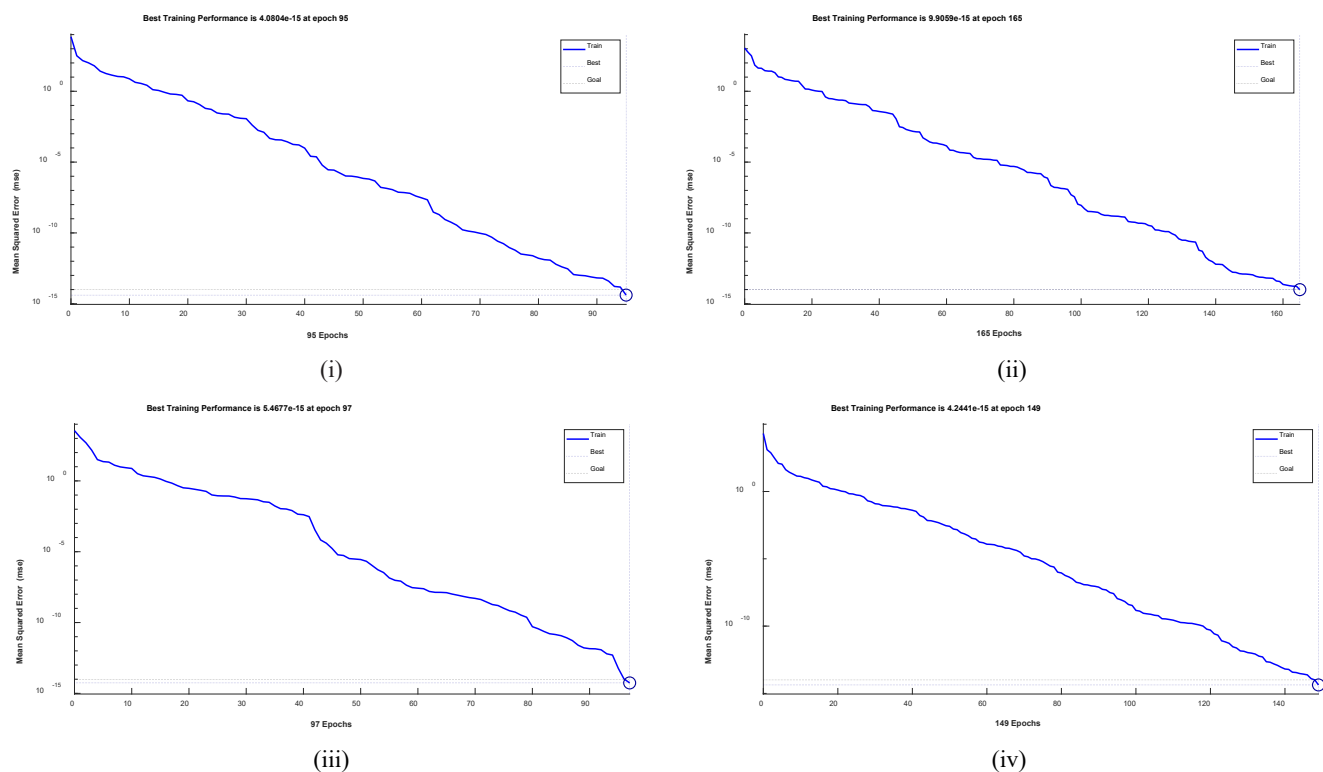 Best Training Performance is 4.0804e-15 at epoch 95
Train
Best
Goal
Mean Squared Error (mse)
10^0
10^-5
10^-10
10^-15
0 10 20 30 40 50 60 70 80 90
95 Epochs
(i)
Best Training Performance is 9.9059e-15 at epoch 165
Train
Best
Goal
Mean Squared Error (mse)
10^0
10^-5
10^-10
10^-15
0 20 40 60 80 100 120 140 160
165 Epochs
(ii)
Best Training Performance is 5.4677e-15 at epoch 97
Train
Best
Goal
Mean Squared Error (mse)
10^0
10^-5
10^-10
10^-15
0 10 20 30 40 50 60 70 80 90
97 Epochs
(iii)
Best Training Performance is 4.2441e-15 at epoch 149
Train
Best
Goal
Mean Squared Error (mse)
10^0
10^-10
0 20 40 60 80 100 120 140
149 Epochs
(iv)